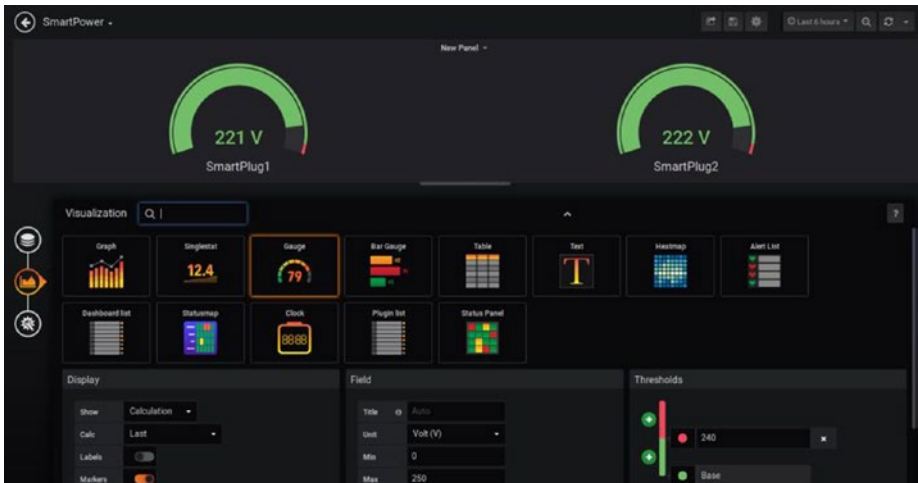 SmartPower
Last 6 hours
New Panel
221 V
SmartPlug1
222 V
SmartPlug2
Visualization
?
Graph
Singlestat
12.4
Gauge
79
Bar Gauge
Table
Text
T
Heatmap
Alert List
Dashboard list
Statusmap
Clock
8888
Plugin list
Status Panel
Display
Show Calculation
Calc Last
Labels
Markers
Field
Title Auto
Unit Volt (V)
Min 0
Max 250
Thresholds
240
Base